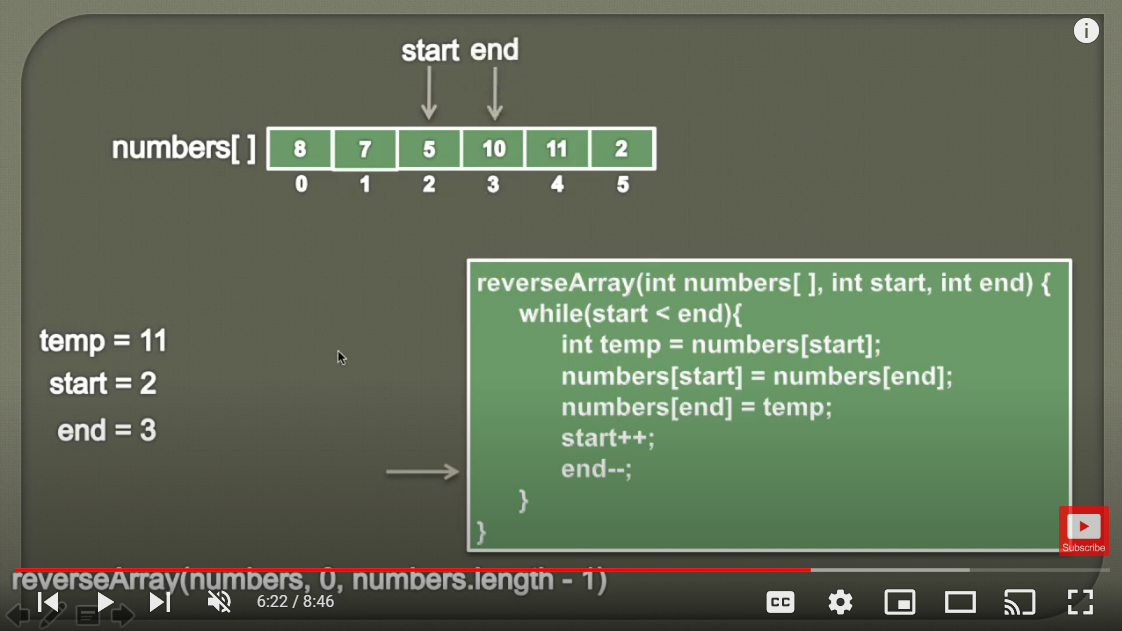 start end
numbers[ ] 8 7 5 10 11 2
0 1 2 3 4 5
reverseArray(int numbers[ ], int start, int end) {
while(start < end){
int temp = numbers[start];
numbers[start] = numbers[end];
numbers[end] = temp;
start++;
end--;
}
}
temp = 11
start = 2
end = 3
Subscribe
reverseArray(numbers, 0, numbers.length - 1)
6:22 / 8:46
CC